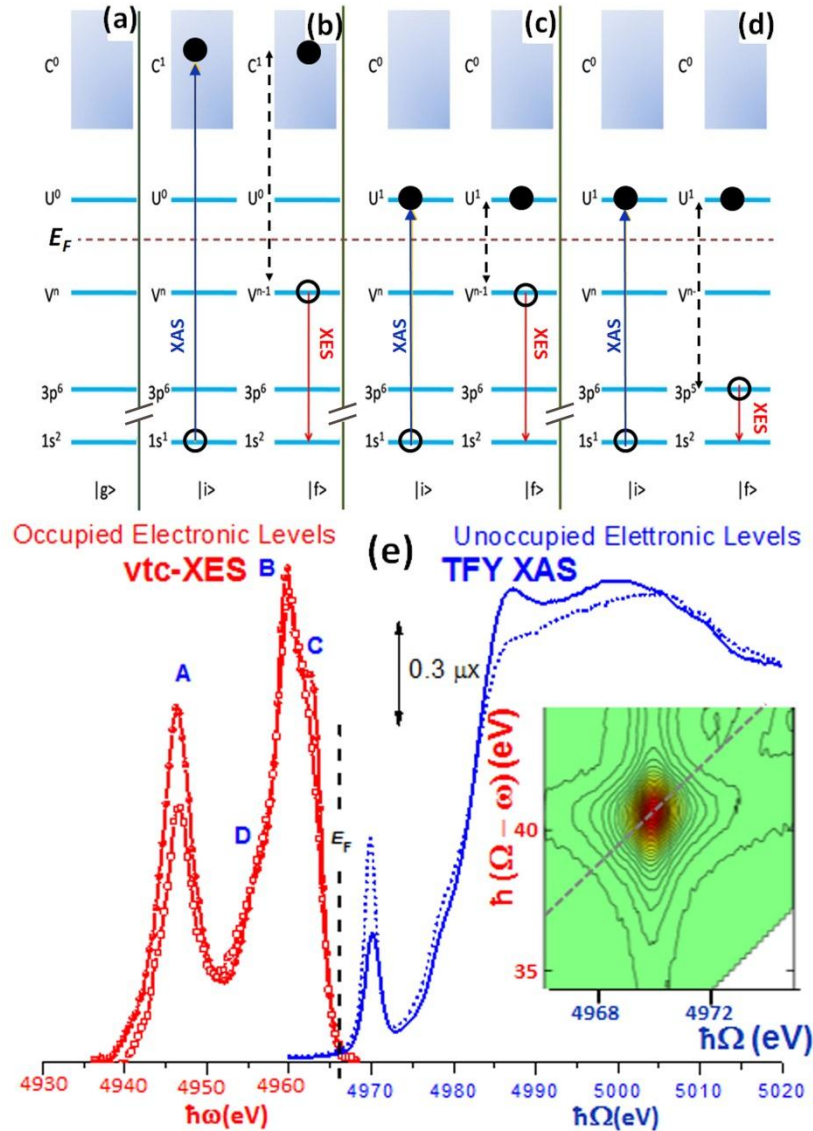 (a) (b) (c) (d)
C⁰ C¹ C¹ C⁰ C⁰ C⁰ C⁰
U⁰ U⁰ U⁰ U¹ U¹ U¹ U¹
E_F
Vⁿ Vⁿ Vⁿ⁻¹ Vⁿ Vⁿ⁻¹ Vⁿ Vⁿ⁻
XAS XES XAS XES XAS
3p⁶ 3p⁶ 3p⁶ 3p⁶ 3p⁶ 3p⁶ 3p⁵
XES
1s² 1s¹ 1s² 1s¹ 1s² 1s¹ 1s²
|g> |i> |f> |i> |f> |i> |f>
Occupied Electronic Levels (e) Unoccupied Elettronic Levels
vtc-XES TFY XAS
B
C
A
0.3 μx
D
E_F
ħ(Ω − ω)(eV)
40
35
4968 4972
ħΩ (eV)
4930 4940 4950 4960 4970 4980 4990 5000 5010 5020
ħω(eV) ħΩ(eV)